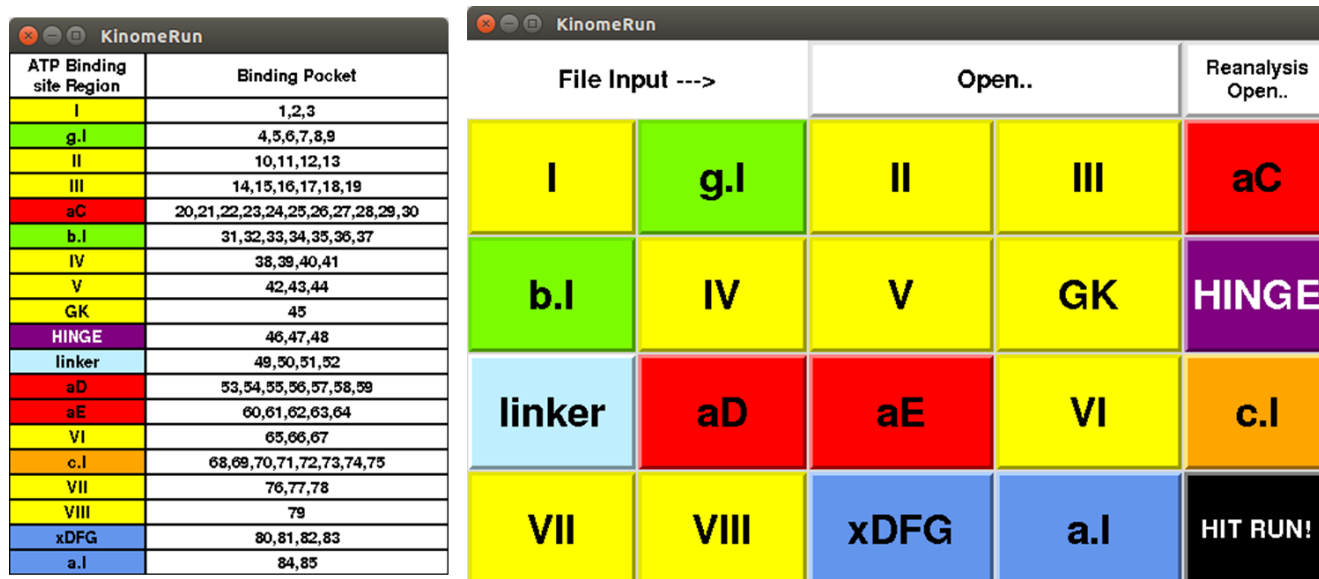 KinomeRun
ATP Binding
site Region
Binding Pocket
I 1,2,3
g.l 4,5,6,7,8,9
II 10,11,12,13
III 14,15,16,17,18,19
aC 20,21,22,23,24,25,26,27,28,29,30
b.l 31,32,33,34,35,36,37
IV 38,39,40,41
V 42,43,44
GK 45
HINGE 46,47,48
linker 49,50,51,52
aD 53,54,55,56,57,58,59
aE 60,61,62,63,64
VI 65,66,67
c.l 68,69,70,71,72,73,74,75
VII 76,77,78
VIII 79
xDFG 80,81,82,83
a.l 84,85
KinomeRun
File Input --->
Open..
Reanalysis
Open..
I g.l II III aC
b.l IV V GK HINGE
linker aD aE VI c.l
VII VIII xDFG a.l HIT RUN!